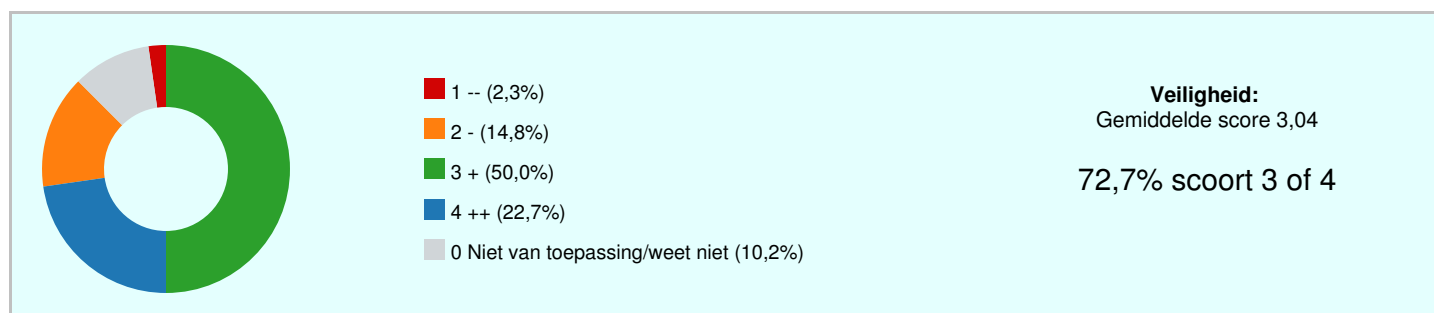 1 -- (2,3%)
2 - (14,8%)
3 + (50,0%)
4 ++ (22,7%)
0 Niet van toepassing/weet niet (10,2%)
Veiligheid:
Gemiddelde score 3,04
72,7% scoort 3 of 4